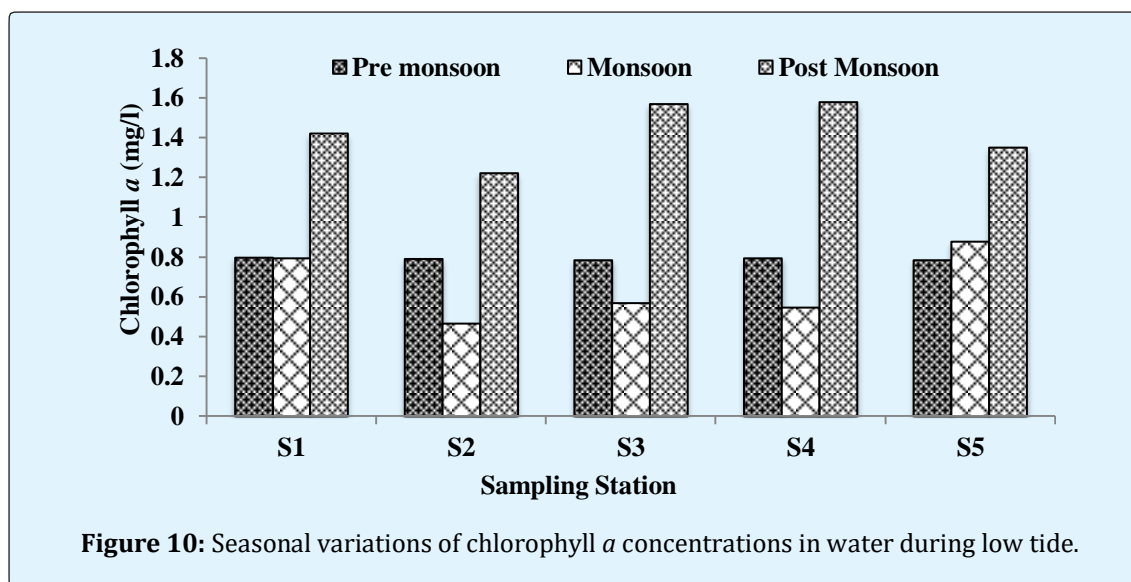 1.8
1.6
1.4
1.2
1
0.8
0.6
0.4
0.2
0
Chlorophyll a (mg/l)
Pre monsoon Monsoon Post Monsoon
S1 S2 S3 S4 S5
Sampling Station
Figure 10: Seasonal variations of chlorophyll a concentrations in water during low tide.